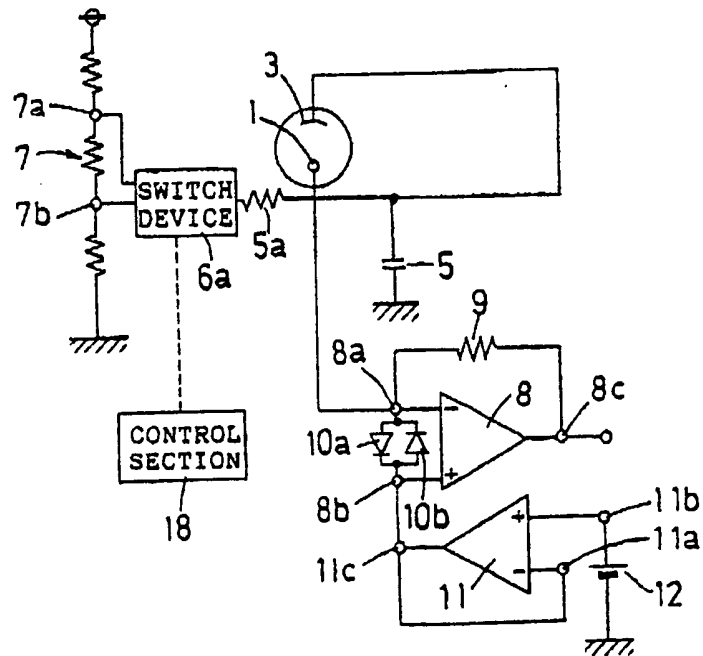 3
7a
1
7
SWITCH
DEVICE
7b
5a
6a
5
9
8a
8
8c
CONTROL
SECTION
10a
8b
10b
11b
18
11c
11a
11
12